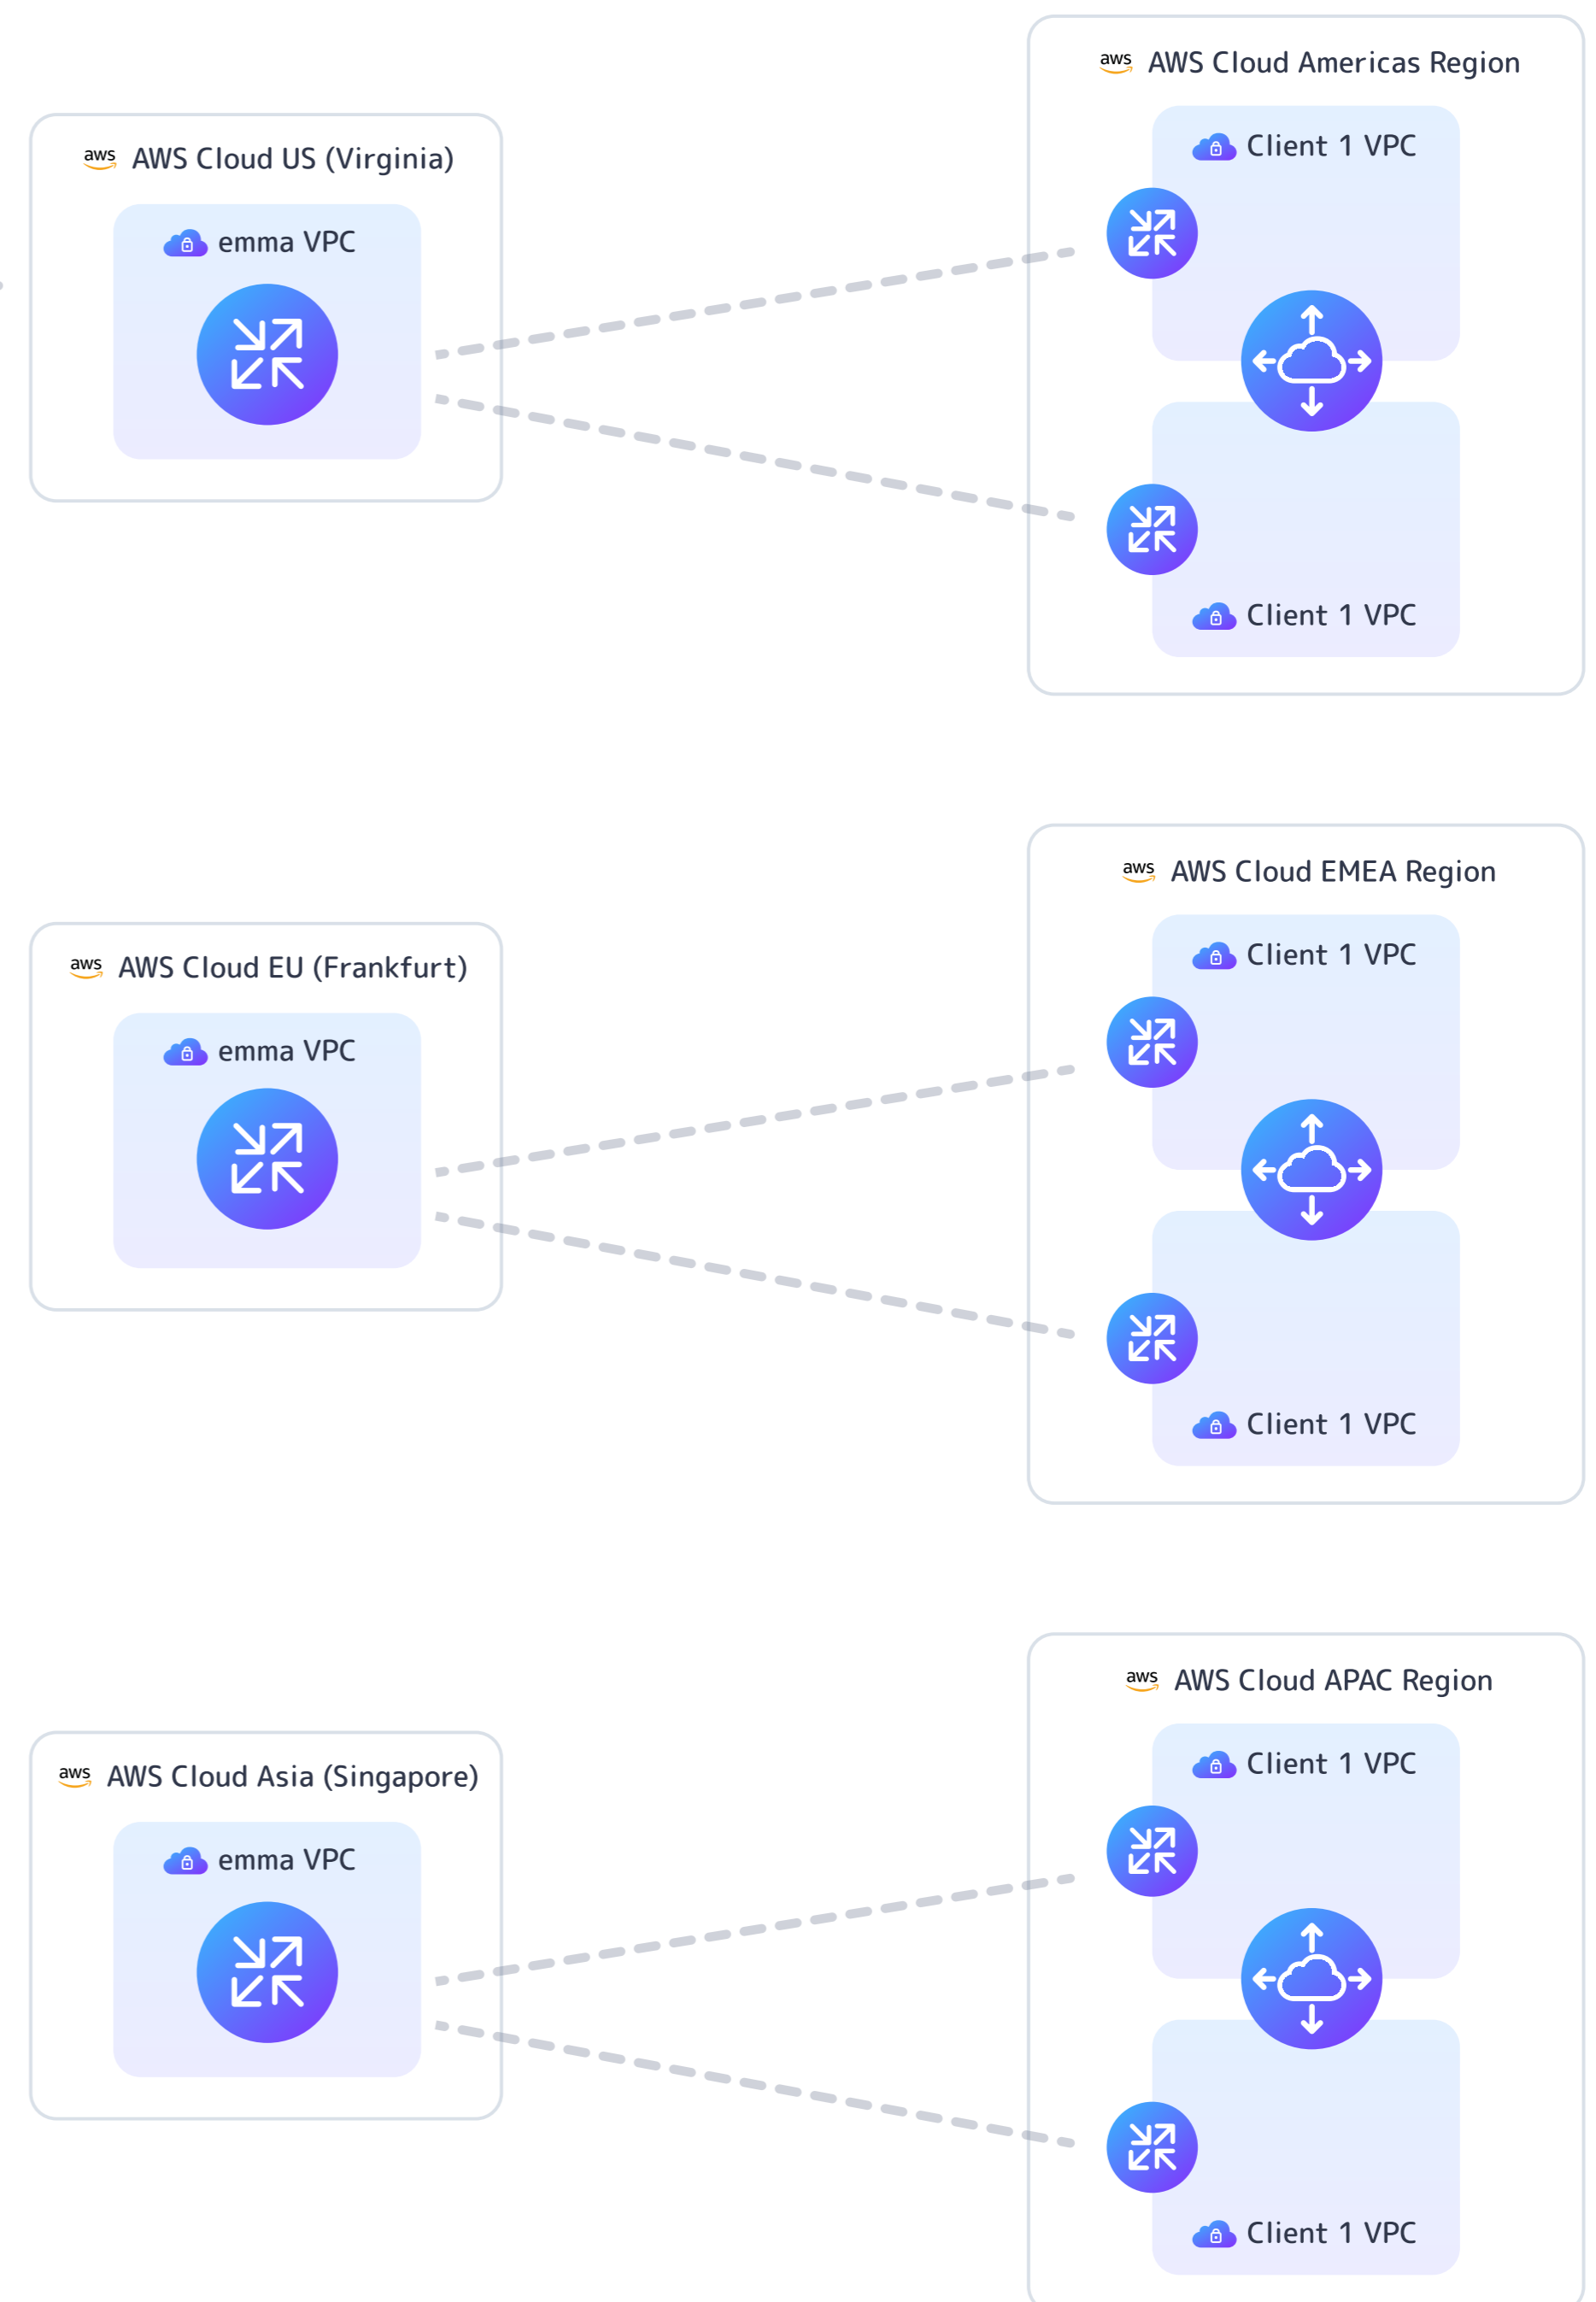 aws AWS Cloud Americas Region
Client 1 VPC
Client 1 VPC
aws AWS Cloud US (Virginia)
emma VPC
aws AWS Cloud EMEA Region
Client 1 VPC
Client 1 VPC
aws AWS Cloud EU (Frankfurt)
emma VPC
aws AWS Cloud APAC Region
Client 1 VPC
Client 1 VPC
aws AWS Cloud Asia (Singapore)
emma VPC